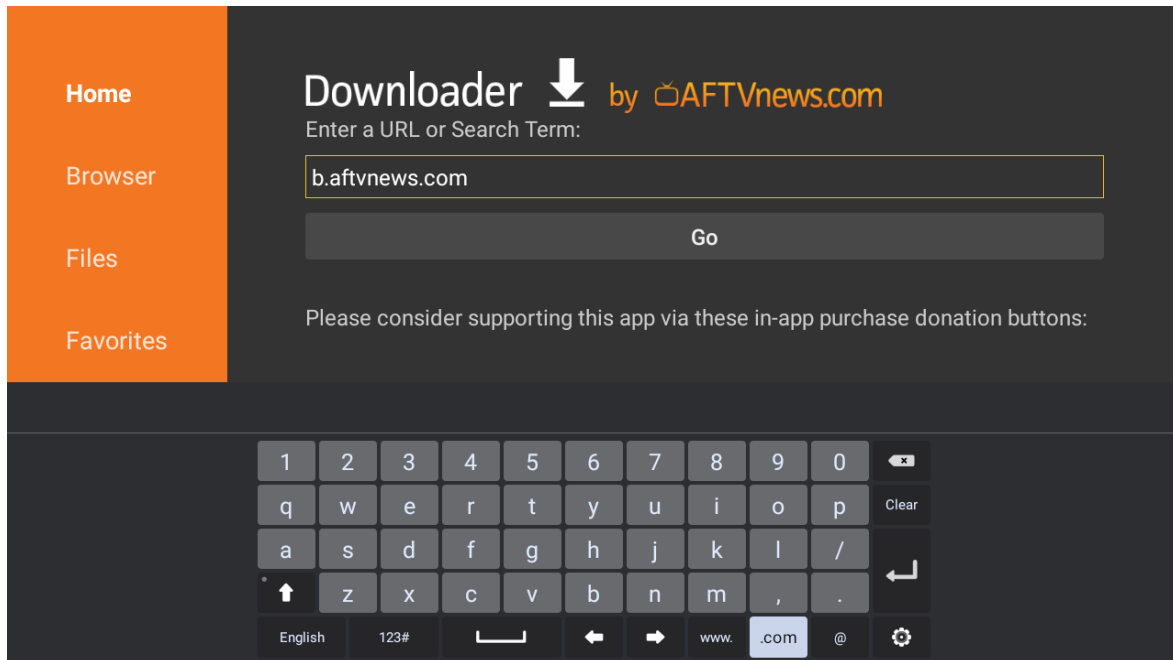 Home
Browser
Files
Favorites
Downloader by AFTVnews.com
Enter a URL or Search Term:
b.aftvnews.com
Go
Please consider supporting this app via these in-app purchase donation buttons:
1 2 3 4 5 6 7 8 9 0
q w e r t y u i o p Clear
a s d f g h j k l /
z x c v b n m , .
English 123# www. .com @